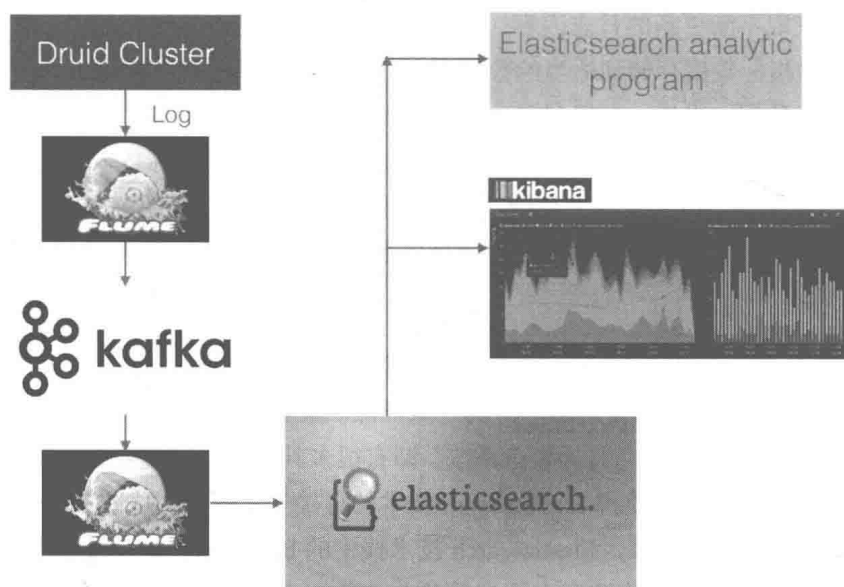 Druid Cluster
Log
FLUME
kafka
FLUME
elasticsearch.
Elasticsearch analytic
program
kibana